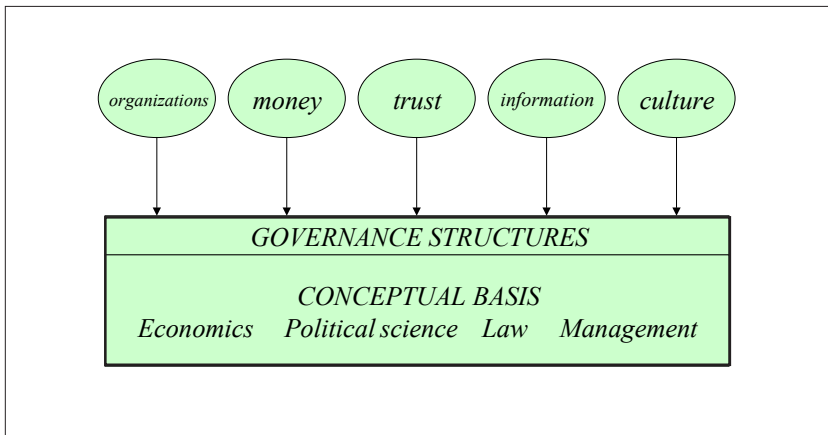 organizations money trust information culture
GOVERNANCE STRUCTURES
CONCEPTUAL BASIS
Economics Political science Law Management